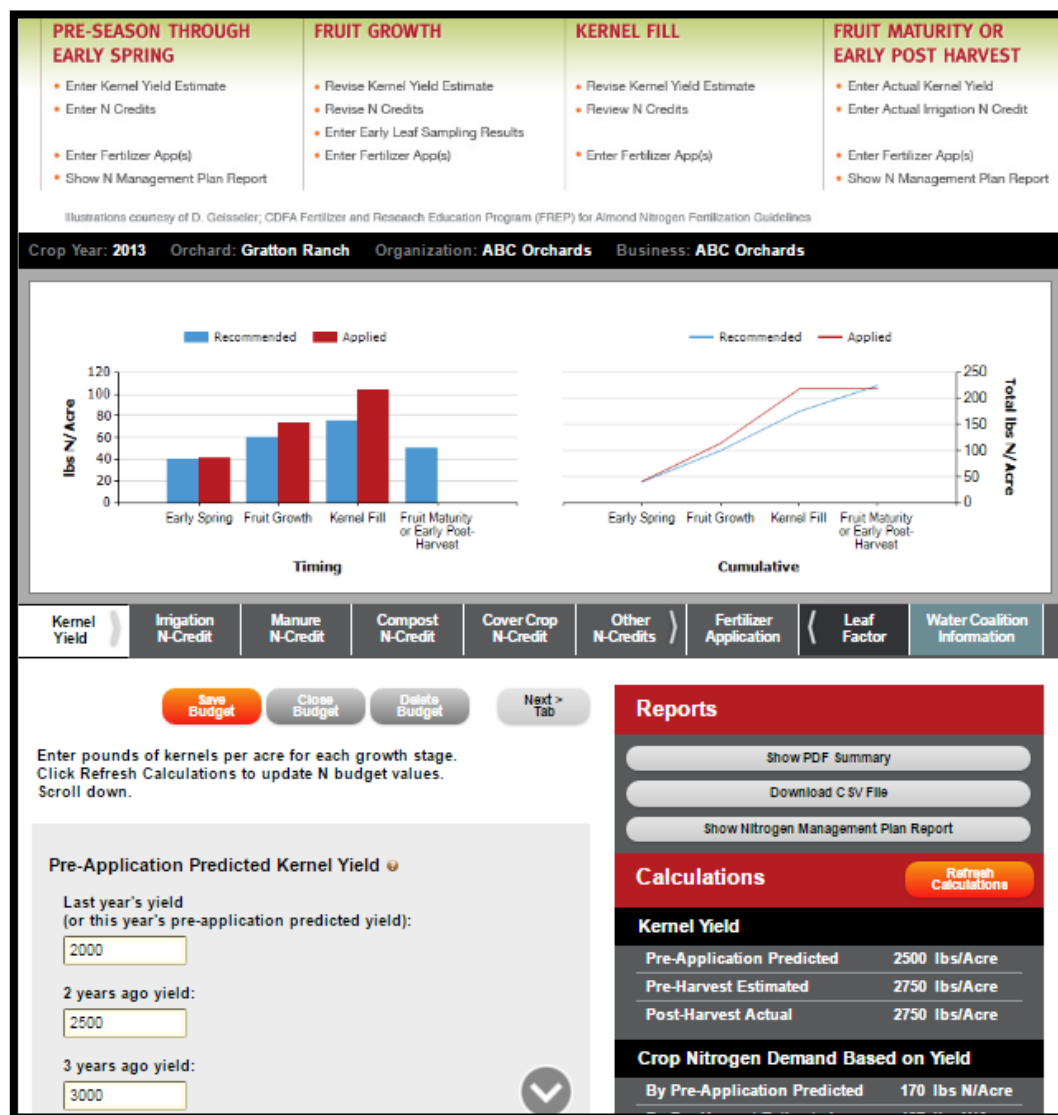 PRE-SEASON THROUGH
EARLY SPRING
• Enter Kernel Yield Estimate
• Enter N Credits
• Enter Fertilizer App(s)
• Show N Management Plan Report
FRUIT GROWTH
• Revise Kernel Yield Estimate
• Revise N Credits
• Enter Early Leaf Sampling Results
• Enter Fertilizer App(s)
KERNEL FILL
• Revise Kernel Yield Estimate
• Review N Credits
• Enter Fertilizer App(s)
FRUIT MATURITY OR
EARLY POST HARVEST
• Enter Actual Kernel Yield
• Enter Actual Irrigation N Credit
• Enter Fertilizer App(s)
• Show N Management Plan Report
Illustrations courtesy of D. Geisseler; CDFA Fertilizer and Research Education Program (FREP) for Almond Nitrogen Fertilization Guidelines
Crop Year: 2013 Orchard: Gratton Ranch Organization: ABC Orchards Business: ABC Orchards
Recommended Applied
120
100
80
60
40
20
0
lbs N/Acre
Early Spring Fruit Growth Kernel Fill Fruit Maturity
or Early Post-
Harvest
Timing
Recommended Applied
250
200
150
100
50
0
Total lbs N/Acre
Early Spring Fruit Growth Kernel Fill Fruit Maturity
or Early Post-
Harvest
Cumulative
Kernel
Yield
Irrigation
N-Credit
Manure
N-Credit
Compost
N-Credit
Cover Crop
N-Credit
Other
N-Credits
Fertilizer
Application
Leaf
Factor
Water Coalition
Information
Save
Budget
Close
Budget
Delete
Budget
Next >
Tab
Enter pounds of kernels per acre for each growth stage.
Click Refresh Calculations to update N budget values.
Scroll down.
Pre-Application Predicted Kernel Yield
Last year's yield
(or this year's pre-application predicted yield):
2000
2 years ago yield:
2500
3 years ago yield:
3000
Reports
Show PDF Summary
Download CSV File
Show Nitrogen Management Plan Report
Calculations
Refresh
Calculations
Kernel Yield
Pre-Application Predicted 2500 lbs/Acre
Pre-Harvest Estimated 2750 lbs/Acre
Post-Harvest Actual 2750 lbs/Acre
Crop Nitrogen Demand Based on Yield
By Pre-Application Predicted 170 lbs N/Acre